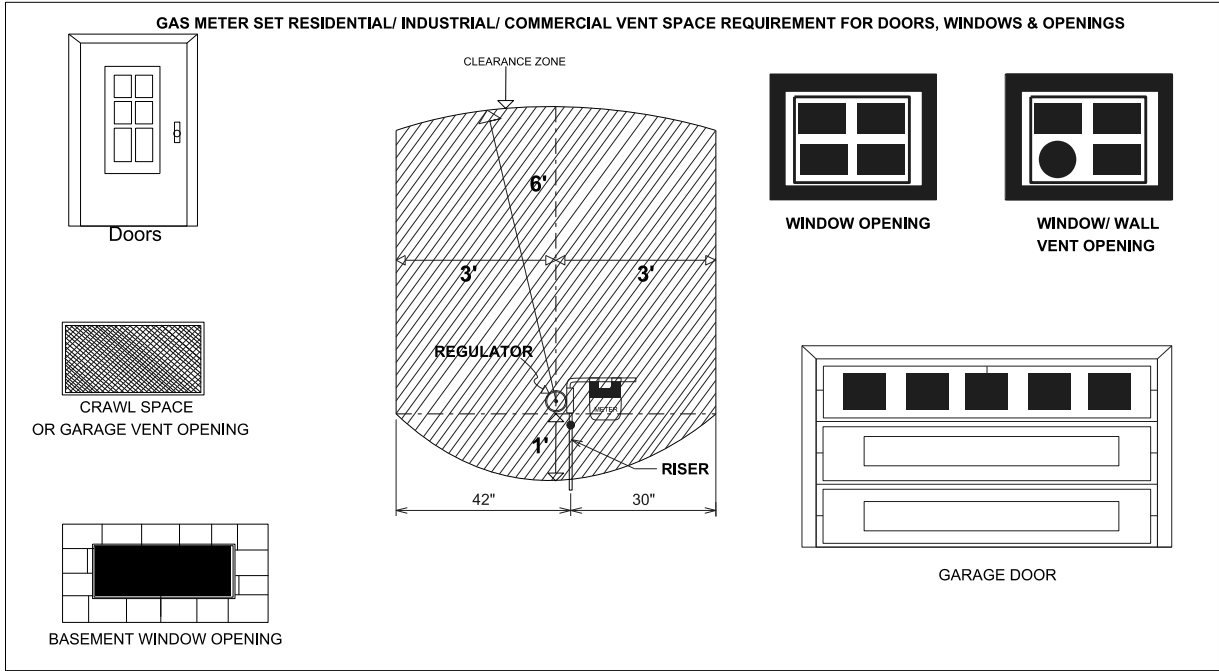 GAS METER SET RESIDENTIAL/ INDUSTRIAL/ COMMERCIAL VENT SPACE REQUIREMENT FOR DOORS, WINDOWS & OPENINGS
CLEARANCE ZONE
Doors
6'
3'
3'
WINDOW OPENING
WINDOW/ WALL
VENT OPENING
REGULATOR
METER
CRAWL SPACE
OR GARAGE VENT OPENING
1'
RISER
42"
30"
GARAGE DOOR
BASEMENT WINDOW OPENING